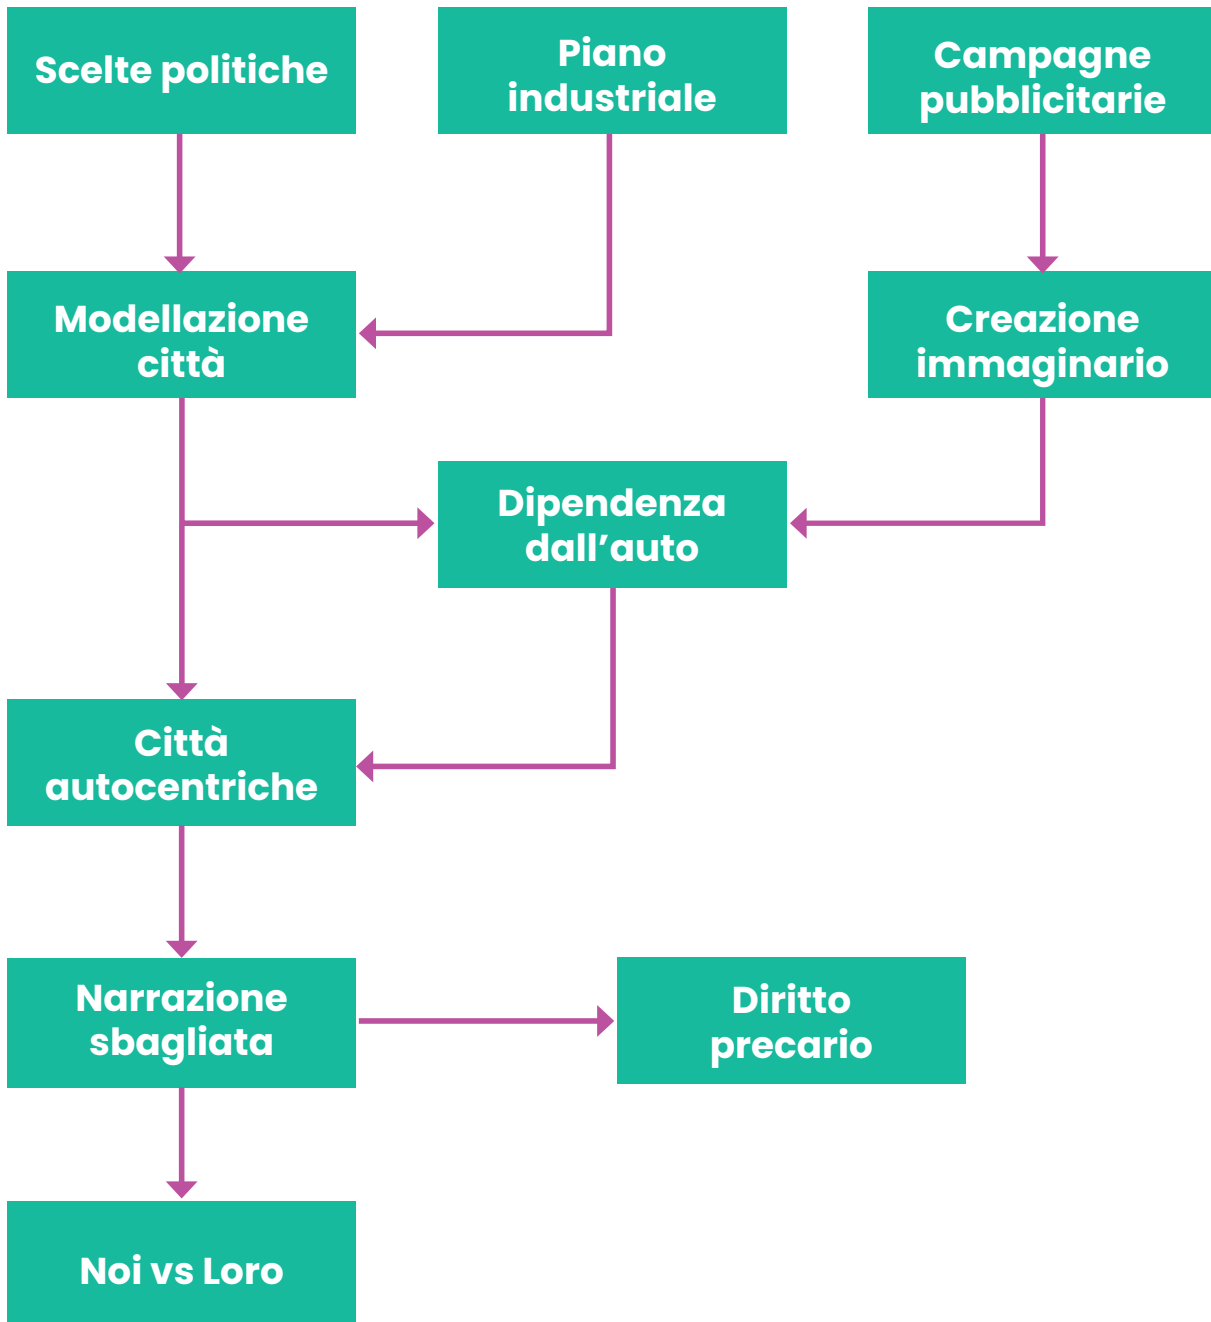 Scelte politiche
Piano
industriale
Campagne
pubblicitarie
Modellazione
città
Creazione
immaginario
Dipendenza
dall’auto
Città
autocentriche
Narrazione
sbagliata
Diritto
precario
Noi vs Loro